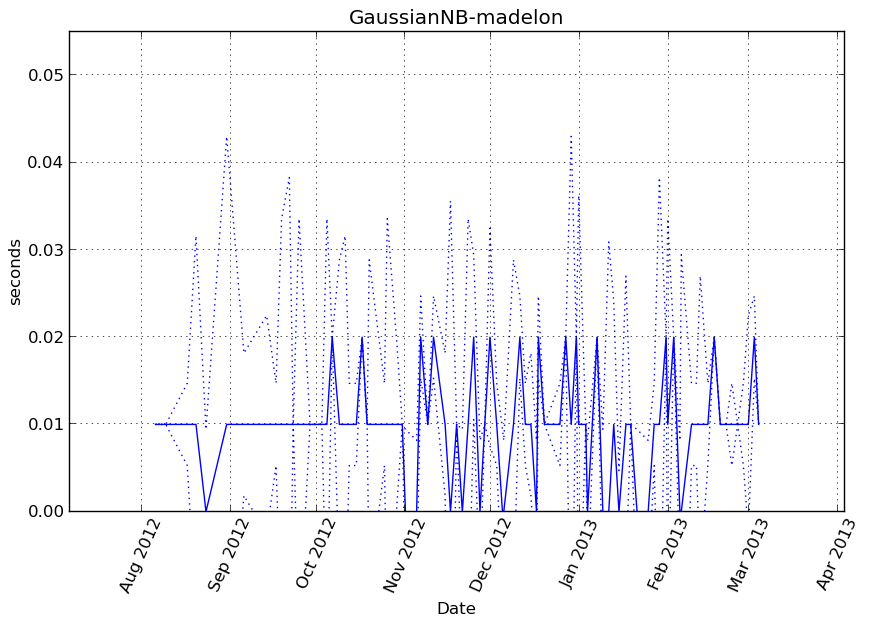 GaussianNB-madelon
0.05
0.04
0.03
0.02
0.01
0.00
seconds
Aug 2012
Sep 2012
Oct 2012
Nov 2012
Dec 2012
Jan 2013
Feb 2013
Mar 2013
Apr 2013
Date